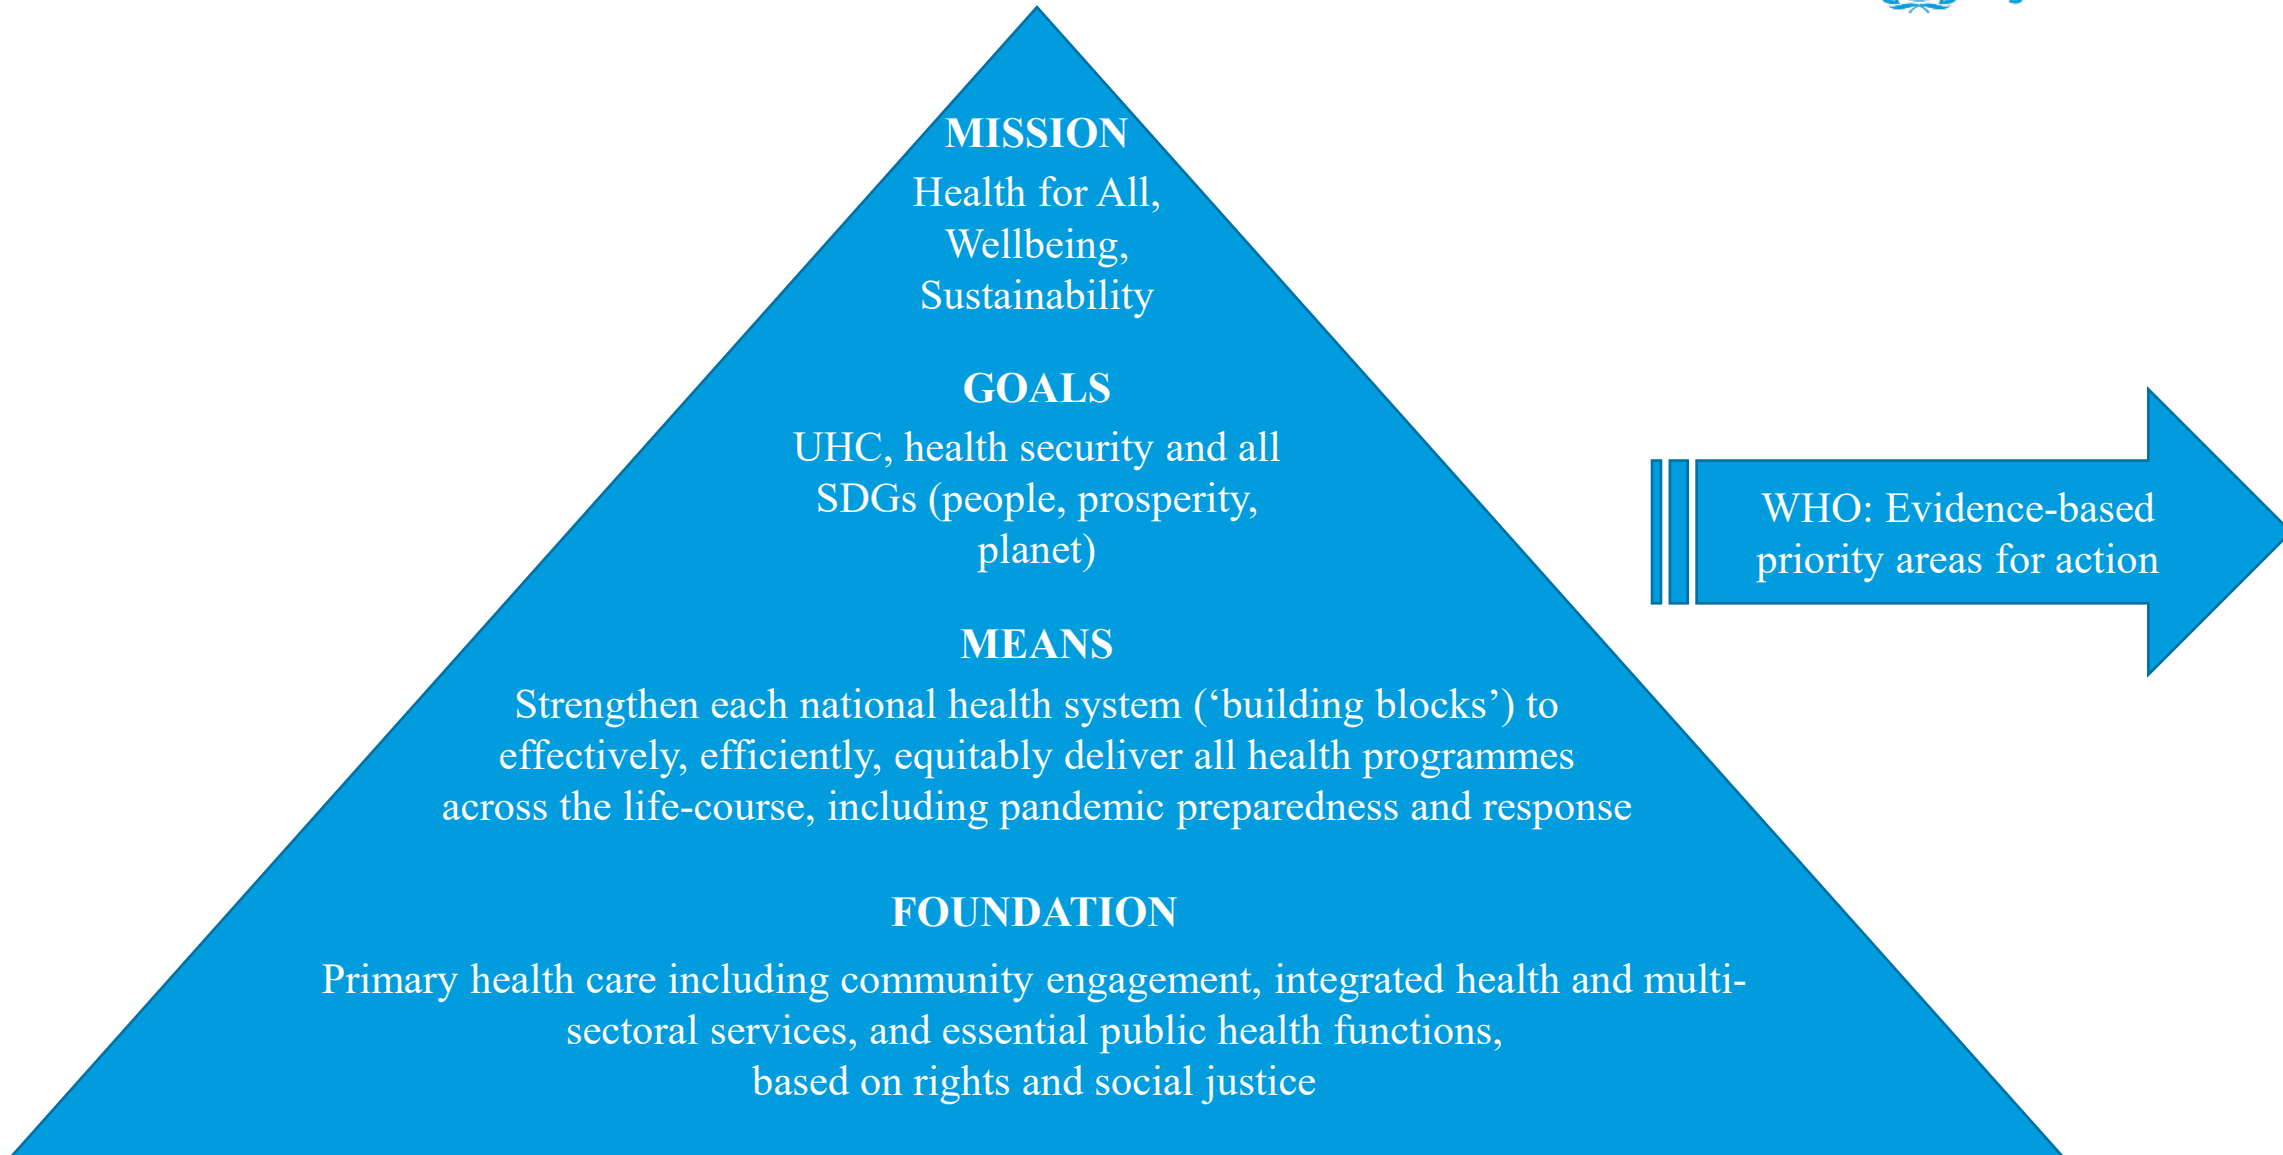 MISSION
Health for All,
Wellbeing,
Sustainability
GOALS
UHC, health security and all
SDGs (people, prosperity,
planet)
MEANS
Strengthen each national health system (‘building blocks’) to
effectively, efficiently, equitably deliver all health programmes
across the life-course, including pandemic preparedness and response
FOUNDATION
Primary health care including community engagement, integrated health and multi-
sectoral services, and essential public health functions,
based on rights and social justice
WHO: Evidence-based
priority areas for action